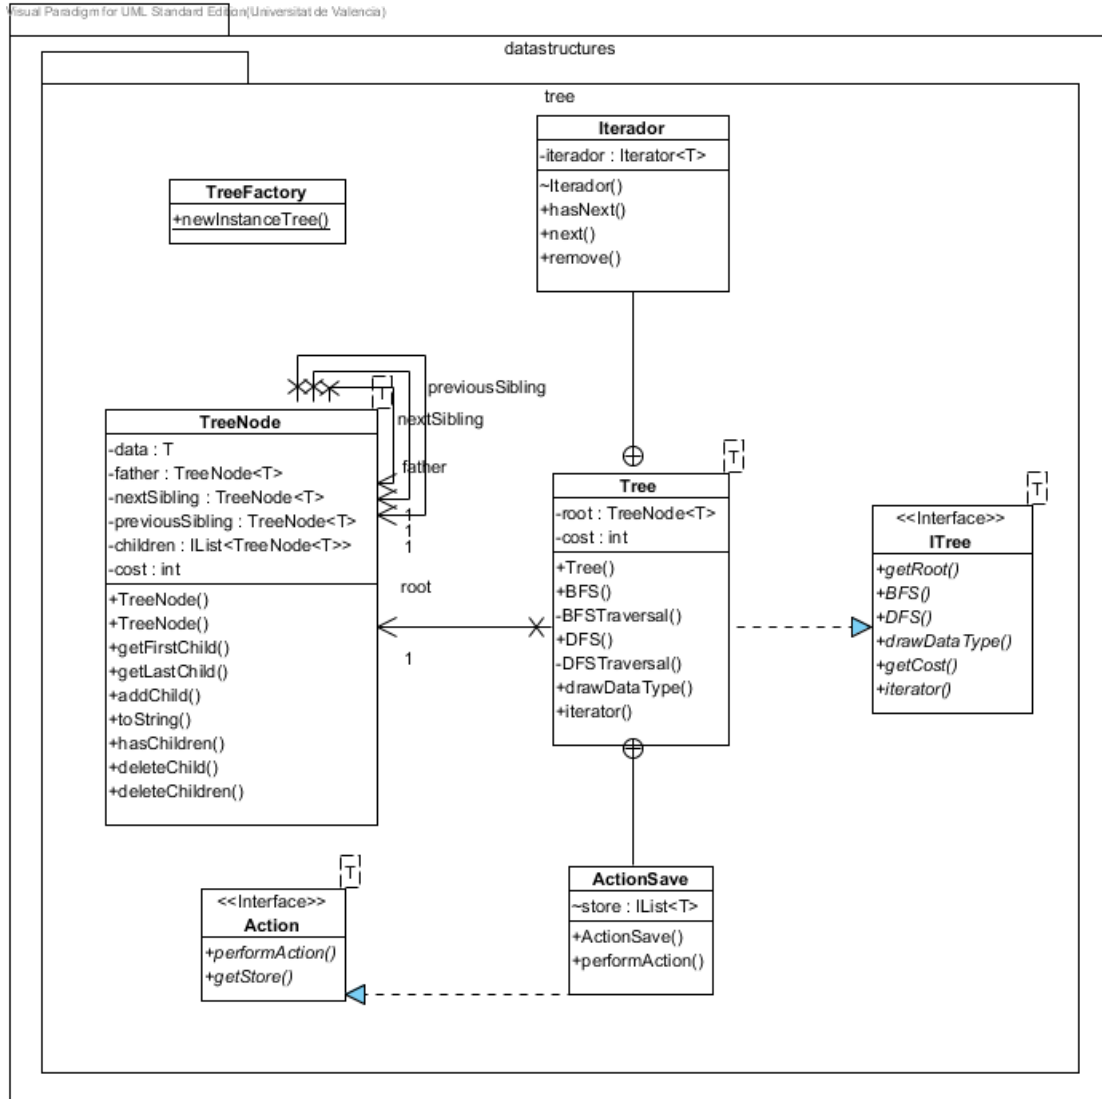 Visual Paradigm for UML Standard Edition(Universitat de Valencia)
datastructures
tree
Iterador
-iterador : Iterator<T>
~Iterador()
+hasNext()
+next()
+remove()
TreeFactory
+newInstanceTree()
previousSibling
nextSibling
father
1
1
1
T
TreeNode
-data : T
-father : TreeNode<T>
-nextSibling : TreeNode<T>
-previousSibling : TreeNode<T>
-children : IList<TreeNode<T>>
-cost : int
+TreeNode()
+TreeNode()
+getFirstChild()
+getLastChild()
+addChild()
+toString()
+hasChildren()
+deleteChild()
+deleteChildren()
root
1
T
Tree
-root : TreeNode<T>
-cost : int
+Tree()
+BFS()
-BFSTraversal()
+DFS()
-DFSTraversal()
+drawDataType()
+iterator()
T
<<Interface>>
ITree
+getRoot()
+BFS()
+DFS()
+drawDataType()
+getCost()
+iterator()
T
<<Interface>>
Action
+performAction()
+getStore()
ActionSave
~store : IList<T>
+ActionSave()
+performAction()